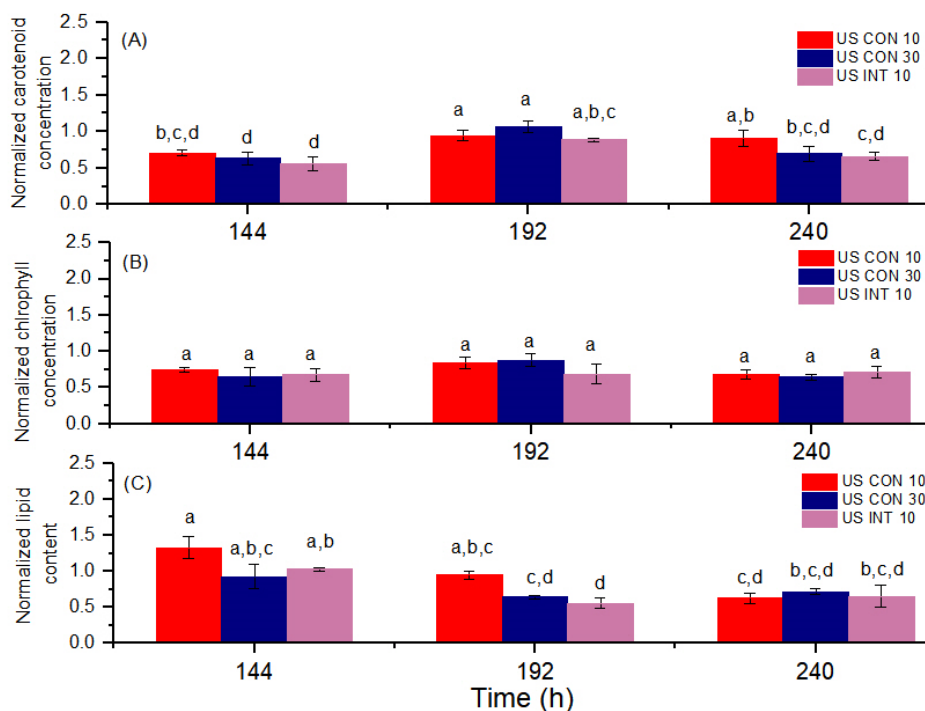 (A)
US CON 10
US CON 30
US INT 10
Normalized carotenoid
concentration
2.5
2.0
1.5
1.0
0.5
0.0
b,c,d d d a a a,b,c a,b b,c,d c,d
144 192 240
(B)
US CON 10
US CON 30
US INT 10
Normalized chlrophyll
concentration
2.5
2.0
1.5
1.0
0.5
0.0
a a a a a a a a a
144 192 240
(C)
US CON 10
US CON 30
US INT 10
Normalized lipid
content
2.5
2.0
1.5
1.0
0.5
0.0
a a,b,c a,b a,b,c c,d d c,d b,c,d b,c,d
144 192 240
Time (h)